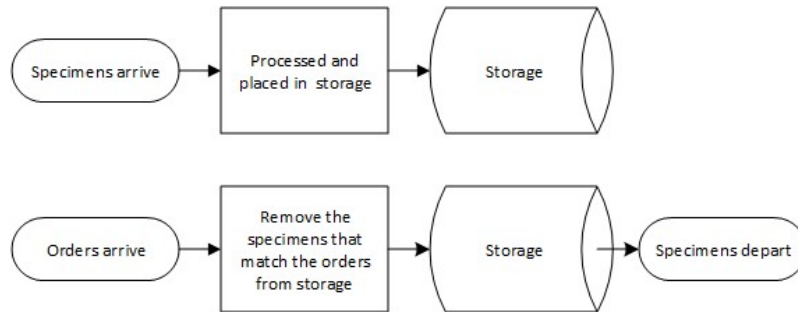 Specimens arrive
Processed and
placed in storage
Storage
Orders arrive
Remove the
specimens that
match the orders
from storage
Storage
Specimens depart